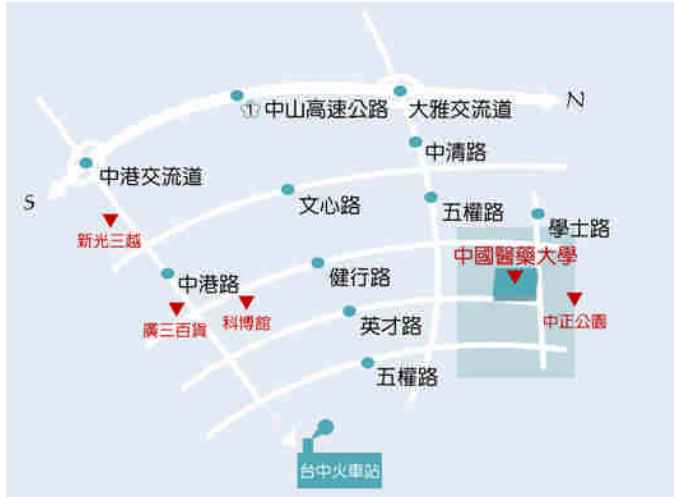 N
1 中山高速公路
大雅交流道
中清路
中港交流道
S
文心路
五權路
學士路
新光三越
中國醫藥大學
中港路
健行路
廣三百貨
科博館
英才路
中正公園
五權路
台中火車站